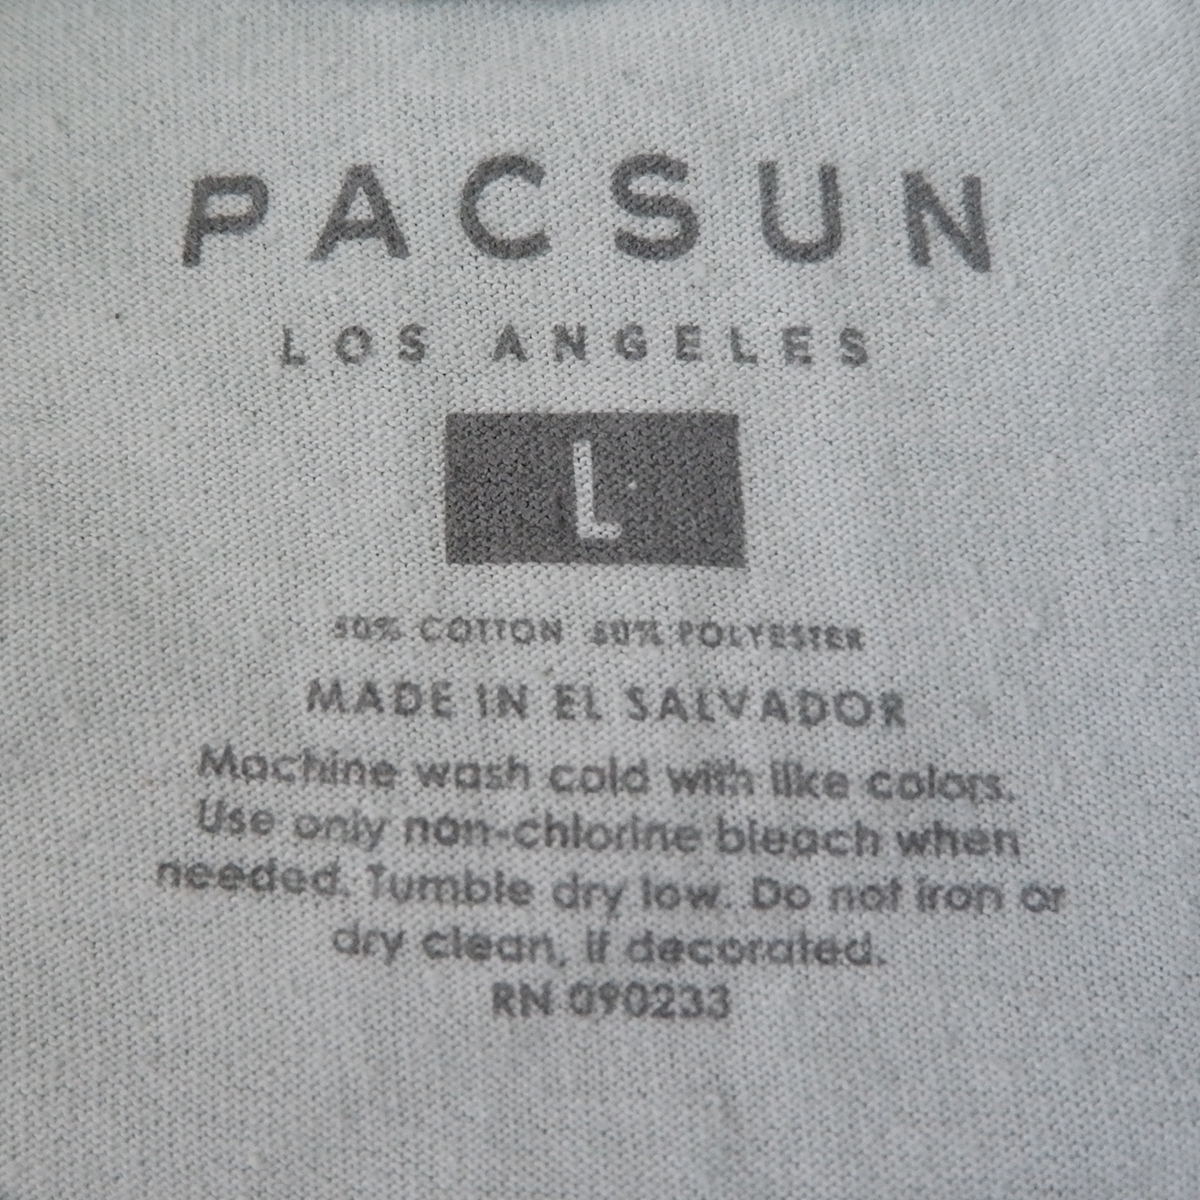 PACSUN
LOS ANGELES
L
50% COTTON 50% POLYESTER
MADE IN EL SALVADOR
Machine wash cold with like colors.
Use only non-chlorine bleach when
needed. Tumble dry low. Do not iron or
dry clean, if decorated.
RN 090233